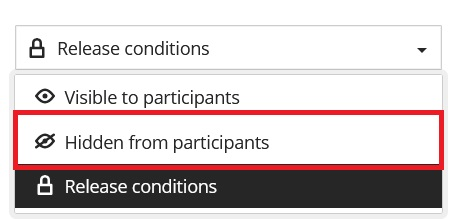 Release conditions
Visible to participants
Hidden from participants
Release conditions